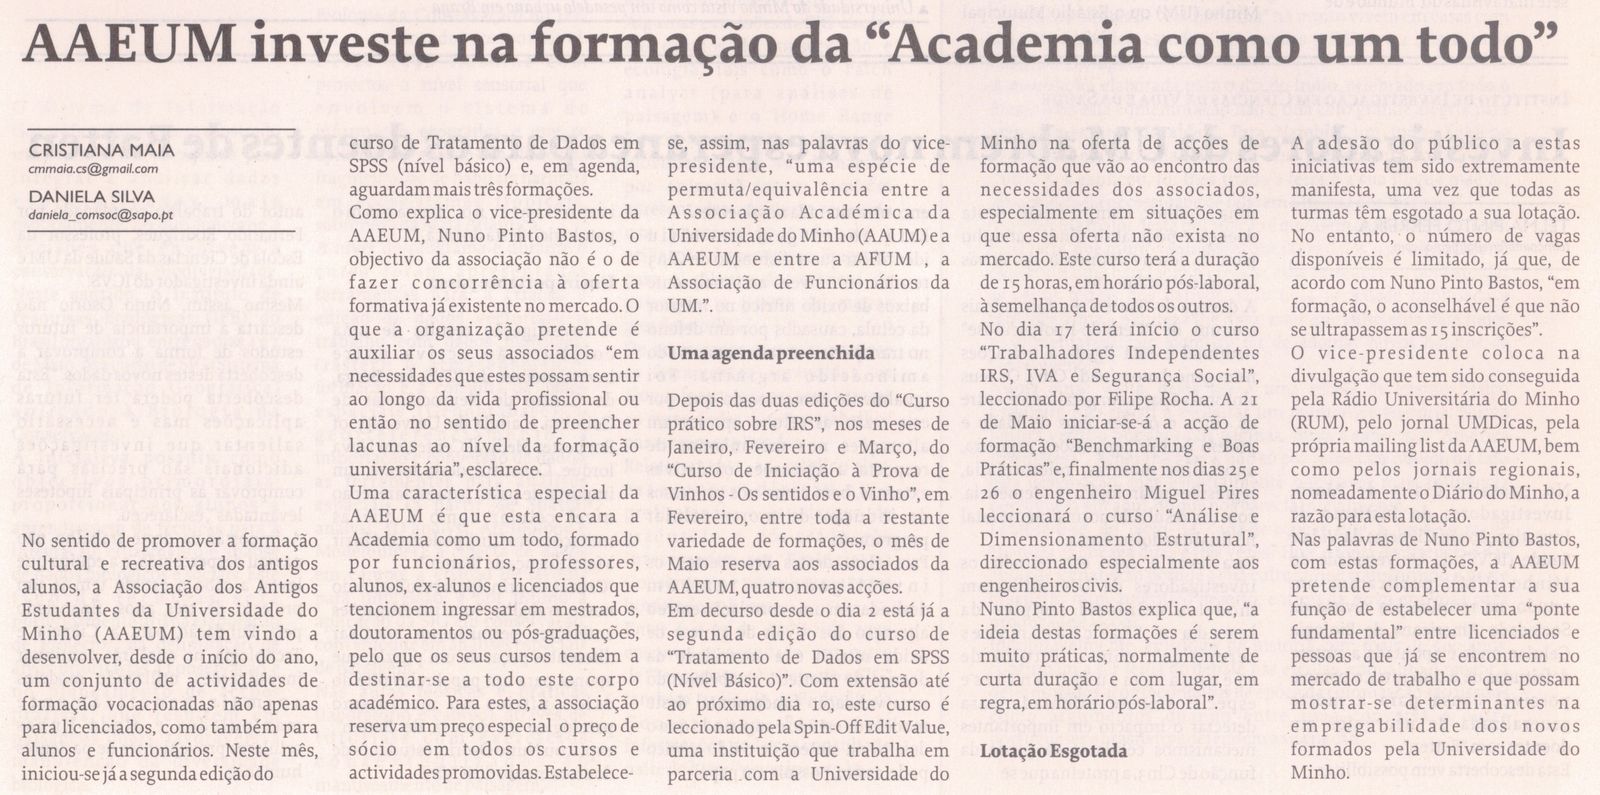 AAEUM investe na formação da “Academia como um todo”
CRISTIANA MAIA
cmmaia.cs@gmail.com
DANIELA SILVA
daniela_comsoc@sapo.pt
No sentido de promover a formação
cultural e recreativa dos antigos
alunos, a Associação dos Antigos
Estudantes da Universidade do
Minho (AAEUM) tem vindo a
desenvolver, desde o início do ano,
um conjunto de actividades de
formação vocacionadas não apenas
para licenciados, como também para
alunos e funcionários. Neste mês,
iniciou-se já a segunda edição do
curso de Tratamento de Dados em
SPSS (nível básico) e, em agenda,
aguardam mais três formações.
Como explica o vice-presidente da
AAEUM, Nuno Pinto Bastos, o
objectivo da associação não é o de
fazer concorrência à oferta
formativa já existente no mercado. O
que a organização pretende é
auxiliar os seus associados “em
necessidades que estes possam sentir
ao longo da vida profissional ou
então no sentido de preencher
lacunas ao nível da formação
universitária”, esclarece.
Uma característica especial da
AAEUM é que esta encara a
Academia como um todo, formado
por funcionários, professores,
alunos, ex-alunos e licenciados que
tencionem ingressar em mestrados,
doutoramentos ou pós-graduações,
pelo que os seus cursos tendem a
destinar-se a todo este corpo
académico. Para estes, a associação
reserva um preço especial, o preço de
sócio em todos os cursos e
actividades promovidas. Estabelece-
se, assim, nas palavras do vice-
presidente, “uma espécie de
permuta/equivalência entre a
Associação Académica da
Universidade do Minho (AAUM) e a
AAEUM e entre a AFUM , a
Associação de Funcionários da
UM.”.
Uma agenda preenchida
Depois das duas edições do “Curso
prático sobre IRS”, nos meses de
Janeiro, Fevereiro e Março, do
“Curso de Iniciação à Prova de
Vinhos - Os sentidos e o Vinho”, em
Fevereiro, entre toda a restante
variedade de formações, o mês de
Maio reserva aos associados da
AAEUM, quatro novas acções.
Em decurso desde o dia 2 está já a
segunda edição do curso de
“Tratamento de Dados em SPSS
(Nível Básico)”. Com extensão até
ao próximo dia 10, este curso é
leccionado pela Spin-Off Edit Value,
uma instituição que trabalha em
parceria com a Universidade do
Minho na oferta de acções de
formação que vão ao encontro das
necessidades dos associados,
especialmente em situações em
que essa oferta não exista no
mercado. Este curso terá a duração
de 15 horas, em horário pós-laboral,
à semelhança de todos os outros.
No dia 17 terá início o curso
“Trabalhadores Independentes
IRS, IVA e Segurança Social”,
leccionado por Filipe Rocha. A 21
de Maio iniciar-se-á a acção de
formação “Benchmarking e Boas
Práticas” e, finalmente nos dias 25 e
26 o engenheiro Miguel Pires
leccionará o curso “Análise e
Dimensionamento Estrutural”,
direccionado especialmente aos
engenheiros civis.
Nuno Pinto Bastos explica que, “a
ideia destas formações é serem
muito práticas, normalmente de
curta duração e com lugar, em
regra, em horário pós-laboral”.
Lotação Esgotada
A adesão do público a estas
iniciativas tem sido extremamente
manifesta, uma vez que todas as
turmas têm esgotado a sua lotação.
No entanto, o número de vagas
disponíveis é limitado, já que, de
acordo com Nuno Pinto Bastos, “em
formação, o aconselhável é que não
se ultrapassem as 15 inscrições”.
O vice-presidente coloca na
divulgação que tem sido conseguida
pela Rádio Universitária do Minho
(RUM), pelo jornal UMDicas, pela
própria mailing list da AAEUM, bem
como pelos jornais regionais,
nomeadamente o Diário do Minho, a
razão para esta lotação.
Nas palavras de Nuno Pinto Bastos,
com estas formações, a AAEUM
pretende complementar a sua
função de estabelecer uma “ponte
fundamental” entre licenciados e
pessoas que já se encontrem no
mercado de trabalho e que possam
mostrar-se determinantes na
empregabilidade dos novos
formados pela Universidade do
Minho.